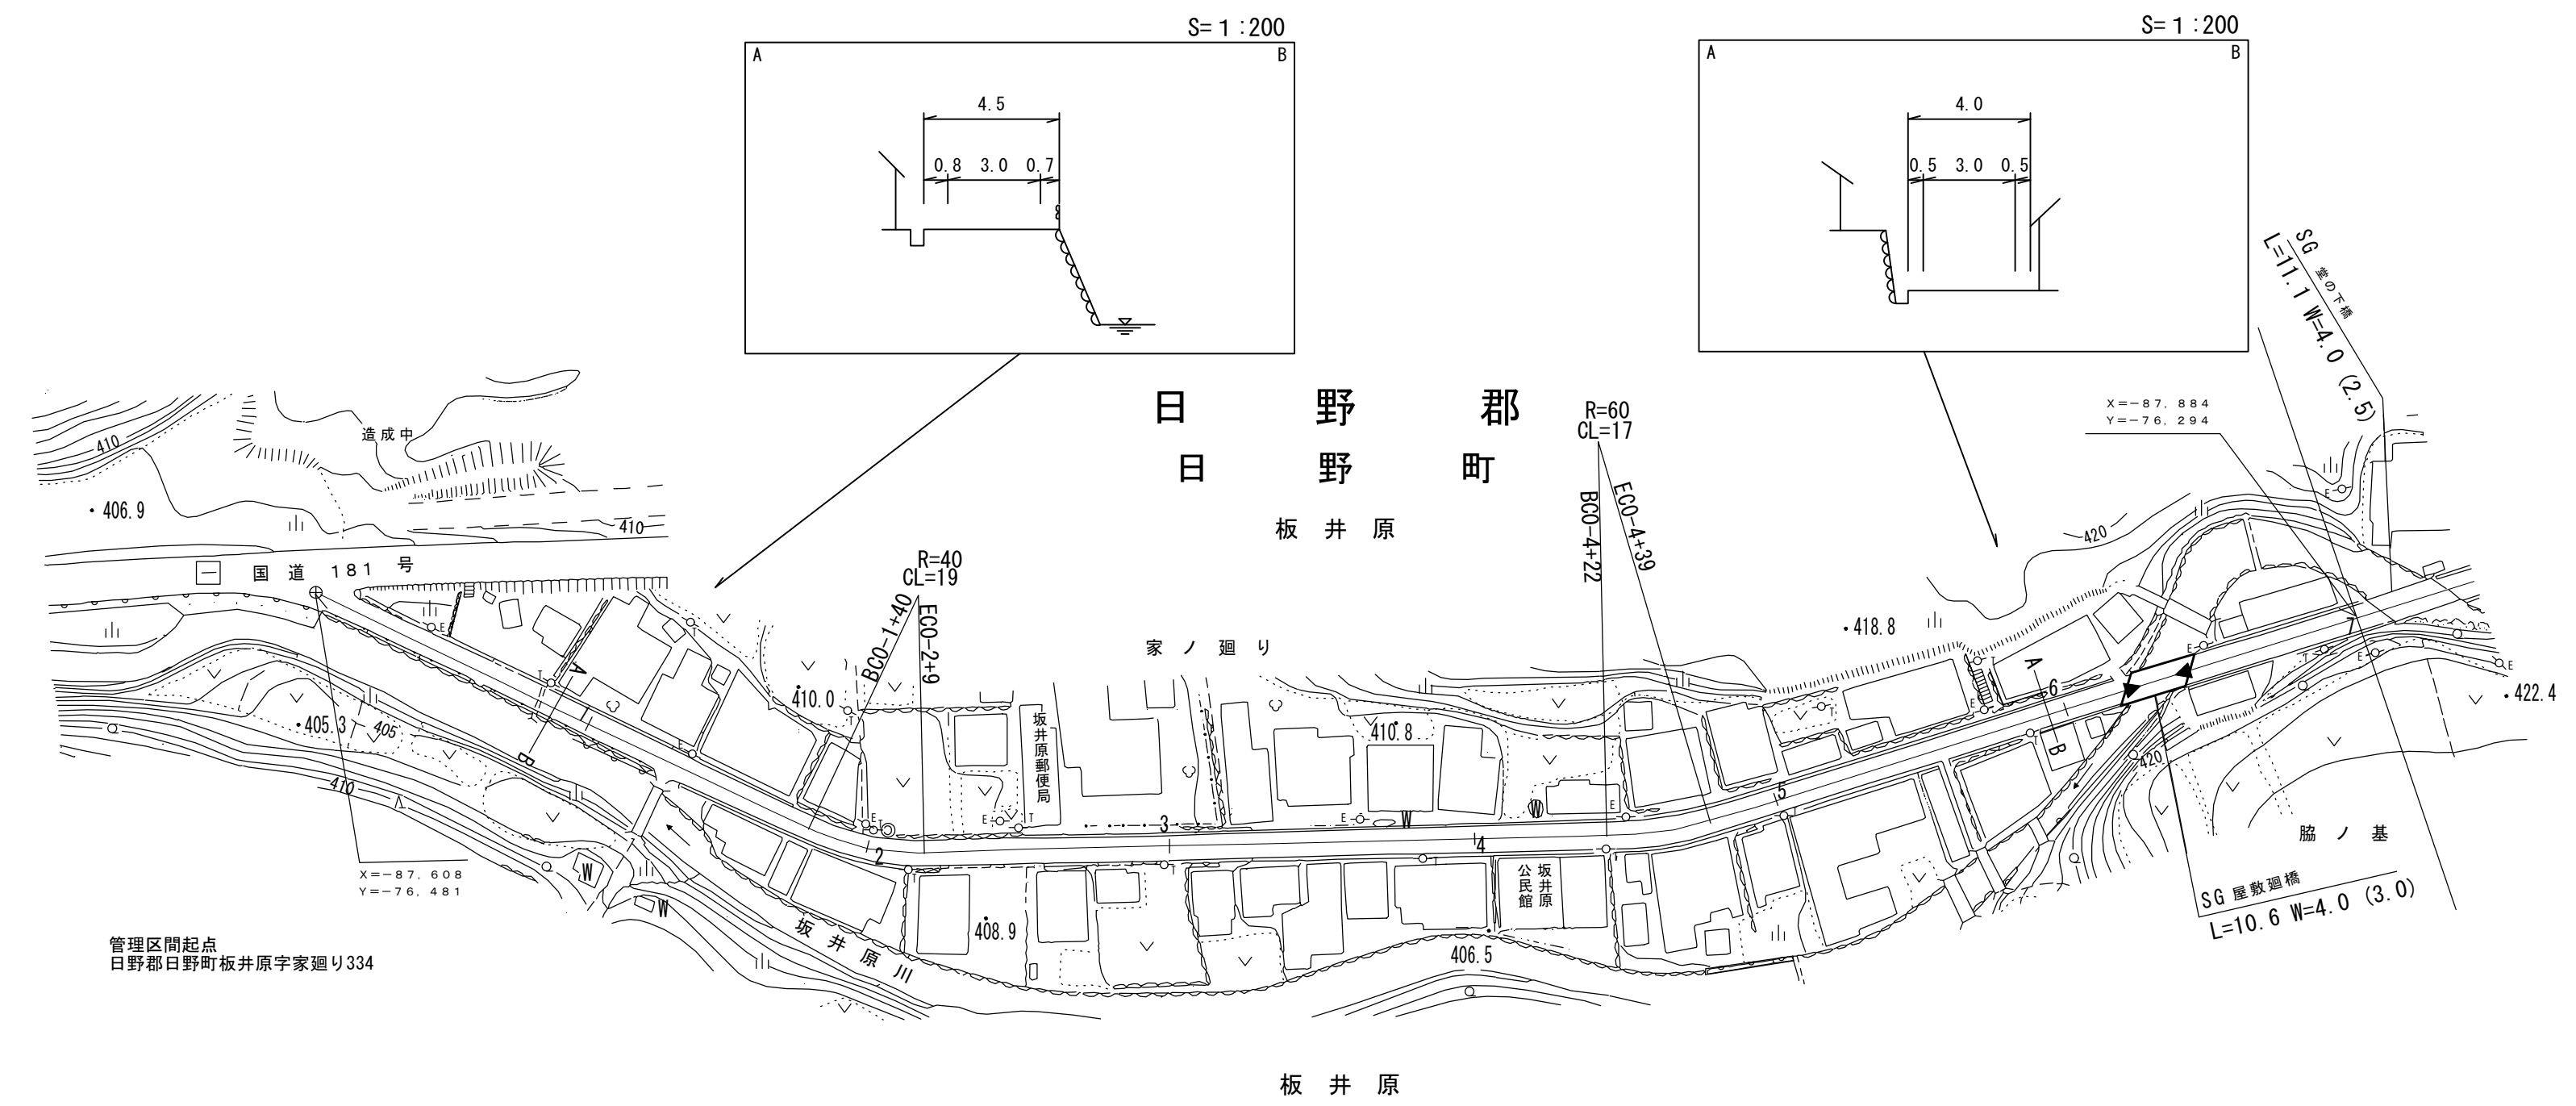 S=1:200
A
B
4.5
0.8 3.0 0.7
S=1:200
A
B
4.0
0.5 3.0 0.5
SG 堂の下橋
L=11.1 W=4.0 (2.5)
日野郡
日野町
板井原
R=60
CL=17
BC0-4+22
EC0-4+39
X=-87,884
Y=-76,294
410
造成中
・406.9
410
国道181号
R=40
CL=19
BC0-1+40
EC0-2+9
家ノ廻り
420
・418.8
A
B
A
B
410.0
・405.3
405
410
坂井原郵便局
410.8
2
3
4
5
6
7
E
T
W
W
W
W
坂井原
公民館
420
・422.4
脇ノ基
SG 屋敷廻橋
L=10.6 W=4.0 (3.0)
X=-87,608
Y=-76,481
坂井原川
408.9
406.5
管理区間起点
日野郡日野町板井原字家廻り334
板井原